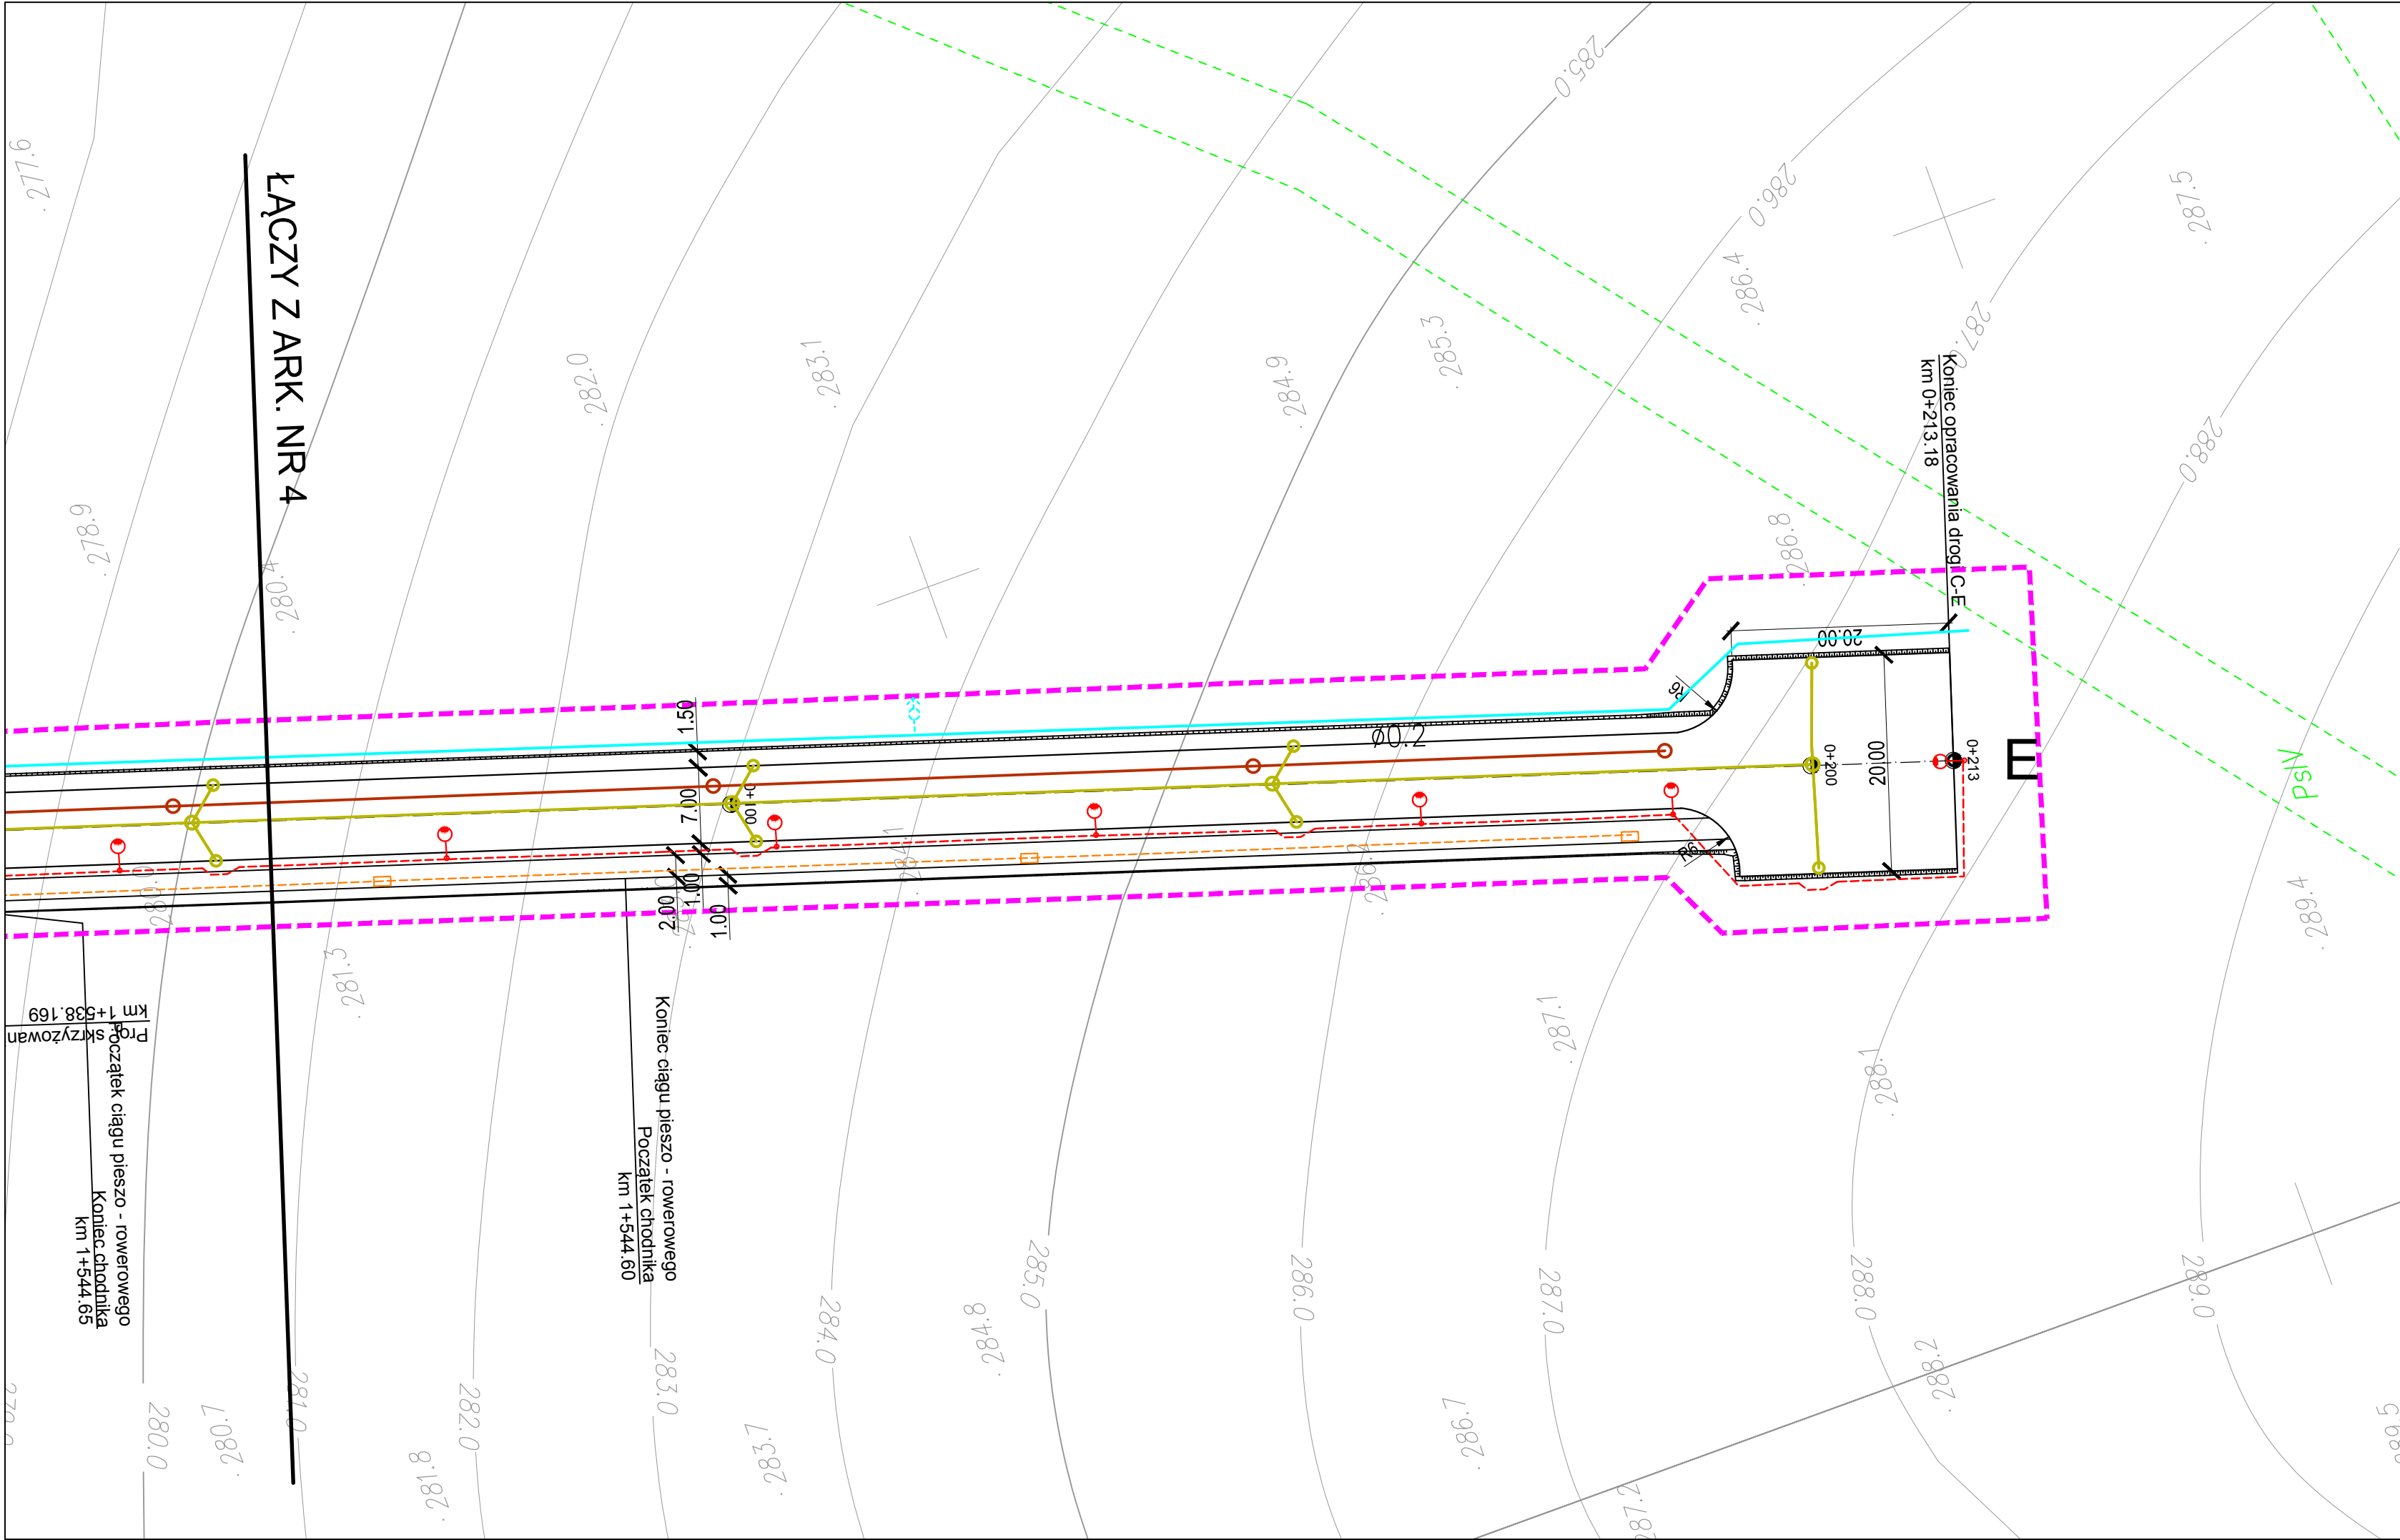 ŁĄCZY Z ARK. NR 4
277.6
278.9
280.4
282.0
283.1
284.9
285.3
285.0
286.0
286.4
286.8
287.0
287.5
288.0
Koniec opracowania drogi C-E
km 0+213.18
20.00
20.00
R6
R6
0+200
0+213
E
PsIV
ø0.2
1.50
7.00
0+100
1.00
2.00
1.00
281.3
287.1
288.1
289.4
Proj. skrzyżowan
km 1+538.169
Początek ciągu pieszo - rowerowego
Koniec chodnika
km 1+544.65
Koniec ciągu pieszo - rowerowego
Początek chodnika
km 1+544.60
280.0
280.7
281.0
281.8
282.0
283.0
283.7
284.0
284.8
285.0
286.0
286.7
287.0
288.0
288.2
289.0